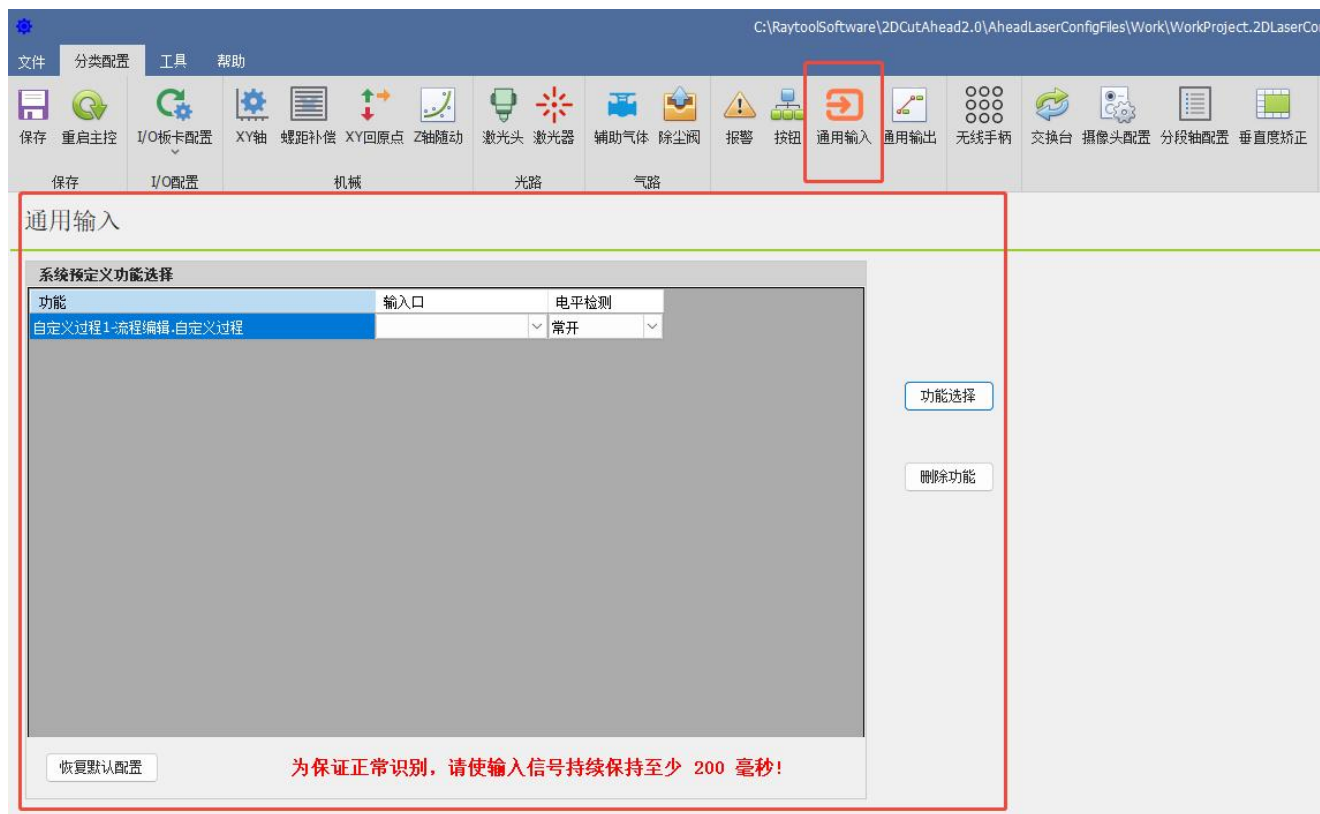 C:\RaytoolSoftware\2DCutAhead2.0\AheadLaserConfigFiles\Work\WorkProject.2DLaserCo
文件 分类配置 工具 帮助
保存 重启主控 I/O板卡配置 XY轴 螺距补偿 XY回原点 Z轴随动 激光头 激光器 辅助气体 除尘阀 报警 按钮 通用输入 通用输出 无线手柄 交换台 摄像头配置 分段轴配置 垂直度矫正
保存 I/O配置 机械 光路 气路
通用输入
系统预定义功能选择
功能 输入口 电平检测
自定义过程1-流程编辑.自定义过程 常开
功能选择
删除功能
恢复默认配置 为保证正常识别，请使输入信号持续保持至少 200 毫秒!